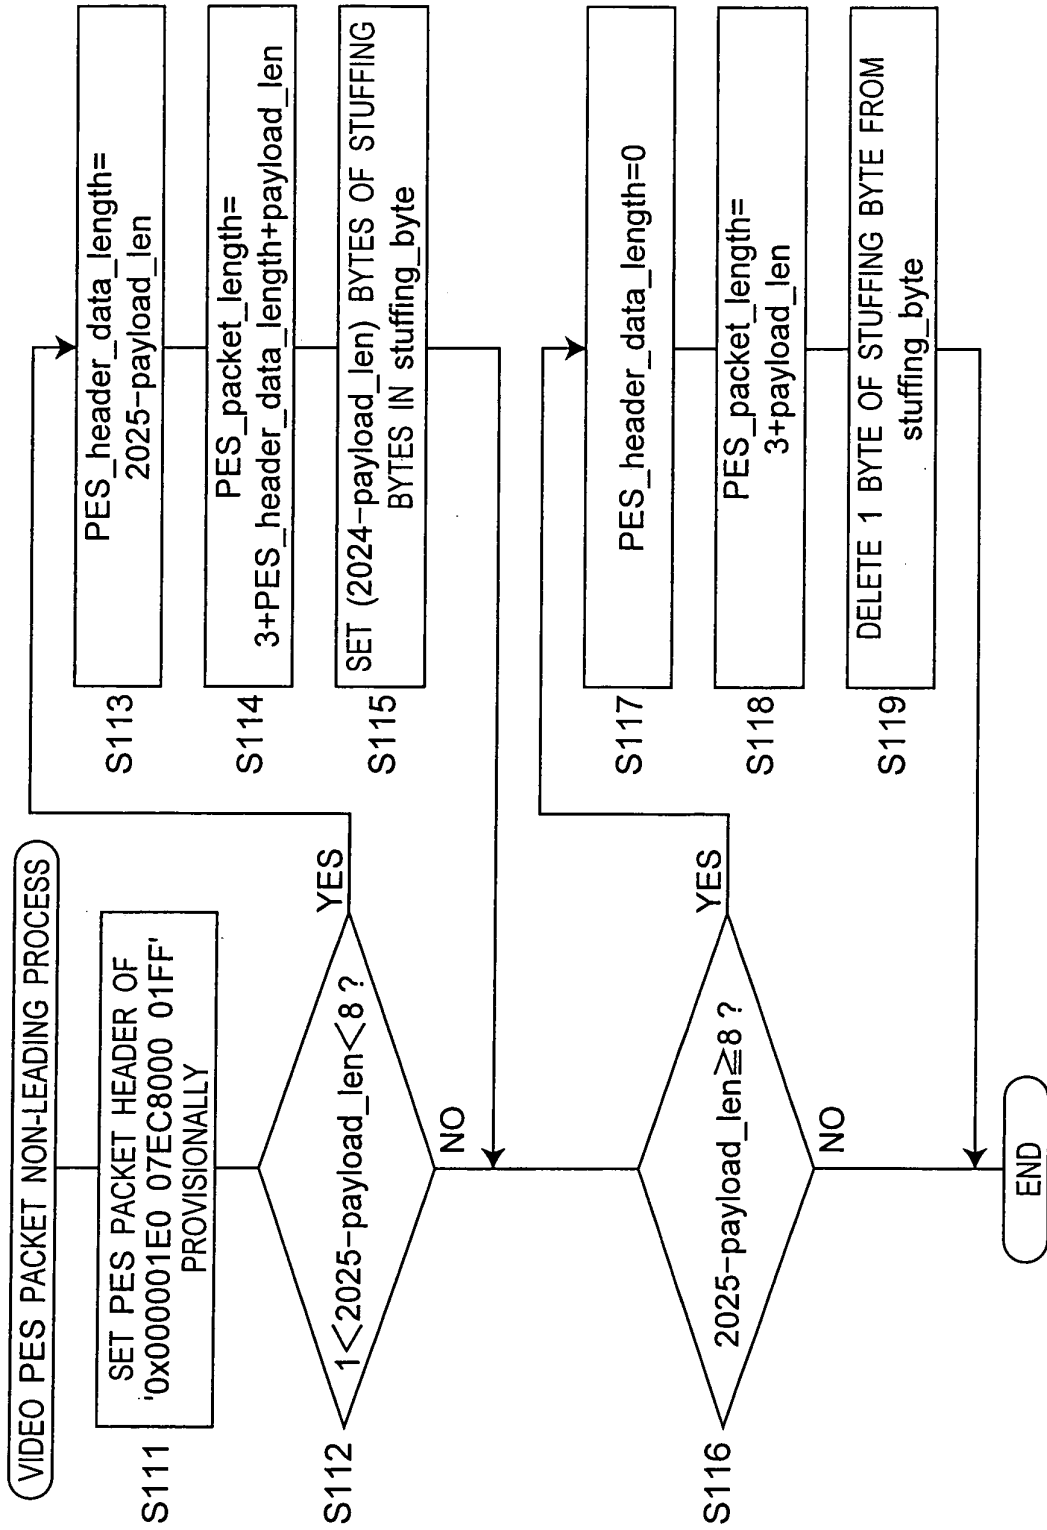 VIDEO PES PACKET NON-LEADING PROCESS
S111
SET PES PACKET HEADER OF
'0x000001E0 07EC8000 01FF'
PROVISIONALLY
S112
1<2025-payload_len<8 ?
YES
NO
S113
PES_header_data_length=
2025-payload_len
S114
PES_packet_length=
3+PES_header_data_length+payload_len
S115
SET (2024-payload_len) BYTES OF STUFFING
BYTES IN stuffing_byte
S116
2025-payload_len≧8 ?
YES
NO
S117
PES_header_data_length=0
S118
PES_packet_length=
3+payload_len
S119
DELETE 1 BYTE OF STUFFING BYTE FROM
stuffing_byte
END